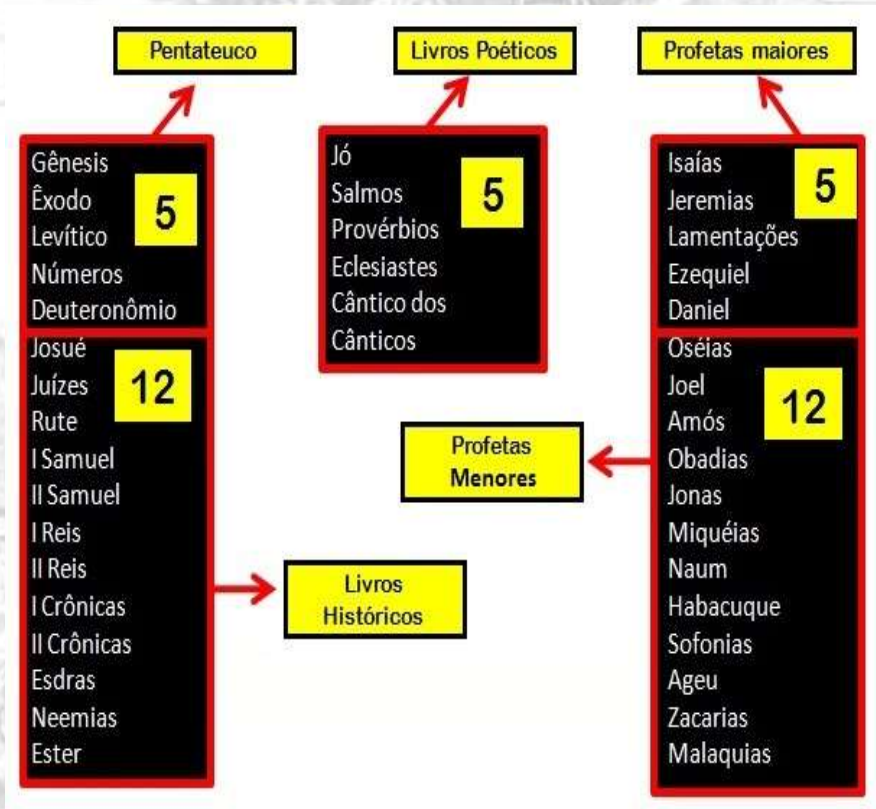 Pentateuco
Livros Poéticos
Profetas maiores
Gênesis
Êxodo
Levítico
Números
Deuteronômio
5
Josué
Juízes
Rute
I Samuel
II Samuel
I Reis
II Reis
I Crônicas
II Crônicas
Esdras
Neemias
Ester
12
Livros
Históricos
Jó
Salmos
Provérbios
Eclesiastes
Cântico dos
Cânticos
5
Isaías
Jeremias
Lamentações
Ezequiel
Daniel
5
Oséias
Joel
Amós
Obadias
Jonas
Miquéias
Naum
Habacuque
Sofonias
Ageu
Zacarias
Malaquias
12
Profetas
Menores